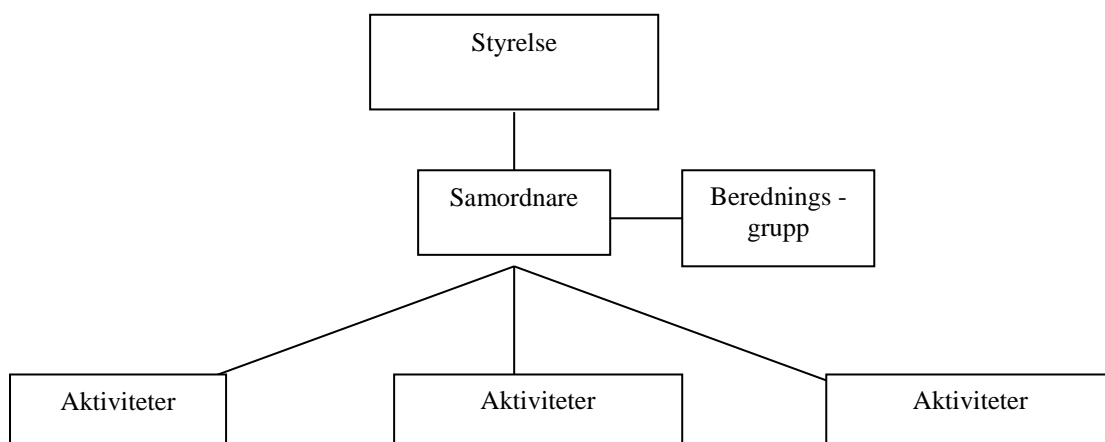 Styrelse
Samordnare
Berednings -
grupp
Aktiviteter
Aktiviteter
Aktiviteter